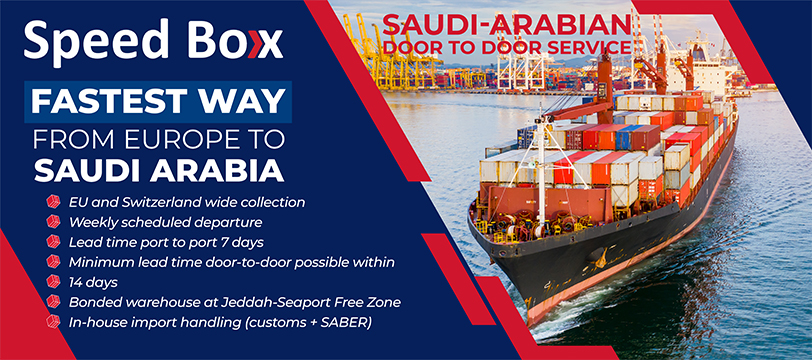 Speed Box
SAUDI-ARABIAN
DOOR TO DOOR SERVICE
FASTEST WAY
FROM EUROPE TO
SAUDI ARABIA
EU and Switzerland wide collection
Weekly scheduled departure
Lead time port to port 7 days
Minimum lead time door-to-door possible within
14 days
Bonded warehouse at Jeddah-Seaport Free Zone
In-house import handling (customs + SABER)